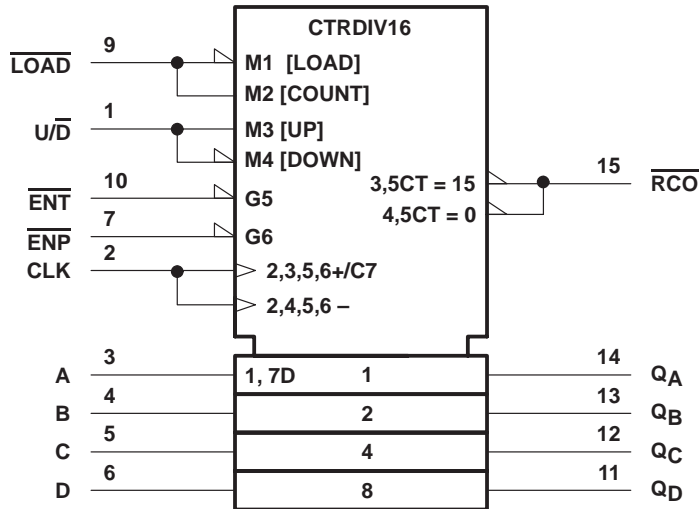 CTRDIV16
9
LOAD
M1 [LOAD]
M2 [COUNT]
1
U/D
M3 [UP]
M4 [DOWN]
10
ENT
G5
3,5CT = 15
15
RCO
4,5CT = 0
7
ENP
G6
2
CLK
2,3,5,6+/C7
2,4,5,6 –
3
A
1, 7D
1
14
QA
4
B
2
13
QB
5
C
4
12
QC
6
D
8
11
QD